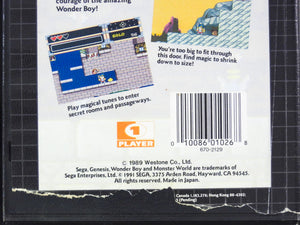 courage of the amazing
Wonder Boy!
GOLD
You're too big to fit through
this door. Find magic to shrink
down to size!
Play magical tunes to enter
secret rooms and passageways.
1
PLAYER
0 10086 01026 8
670-2129
© 1989 Westone Co., Ltd.
Sega, Genesis, Wonder Boy and Monster World are trademarks of
Sega Enterprises, Ltd. © 1991 SEGA, 3375 Arden Road, Hayward, CA 94545.
All rights reserved. Made in Japan.